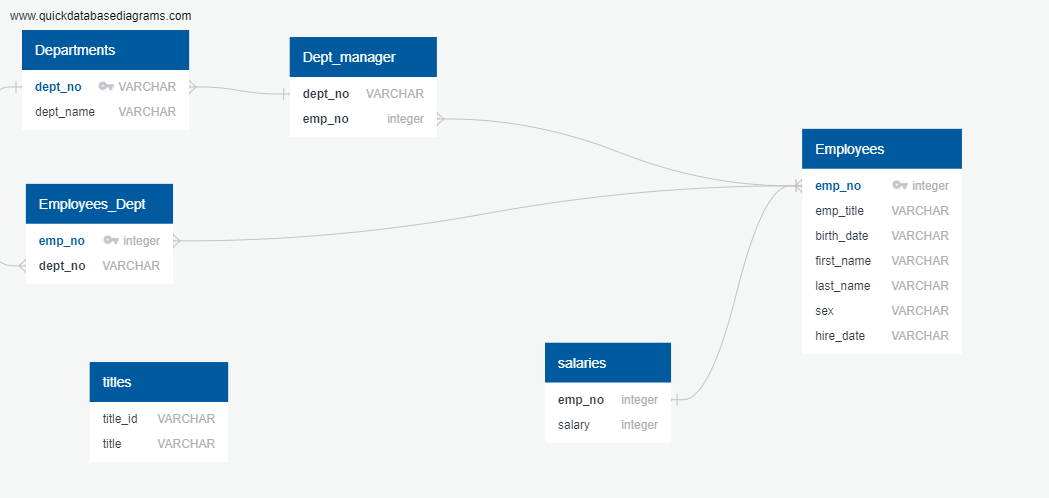 www.quickdatabasediagrams.com
Departments
dept_no VARCHAR
dept_name VARCHAR
Dept_manager
dept_no VARCHAR
emp_no integer
Employees
emp_no integer
emp_title VARCHAR
birth_date VARCHAR
first_name VARCHAR
last_name VARCHAR
sex VARCHAR
hire_date VARCHAR
Employees_Dept
emp_no integer
dept_no VARCHAR
titles
title_id VARCHAR
title VARCHAR
salaries
emp_no integer
salary integer